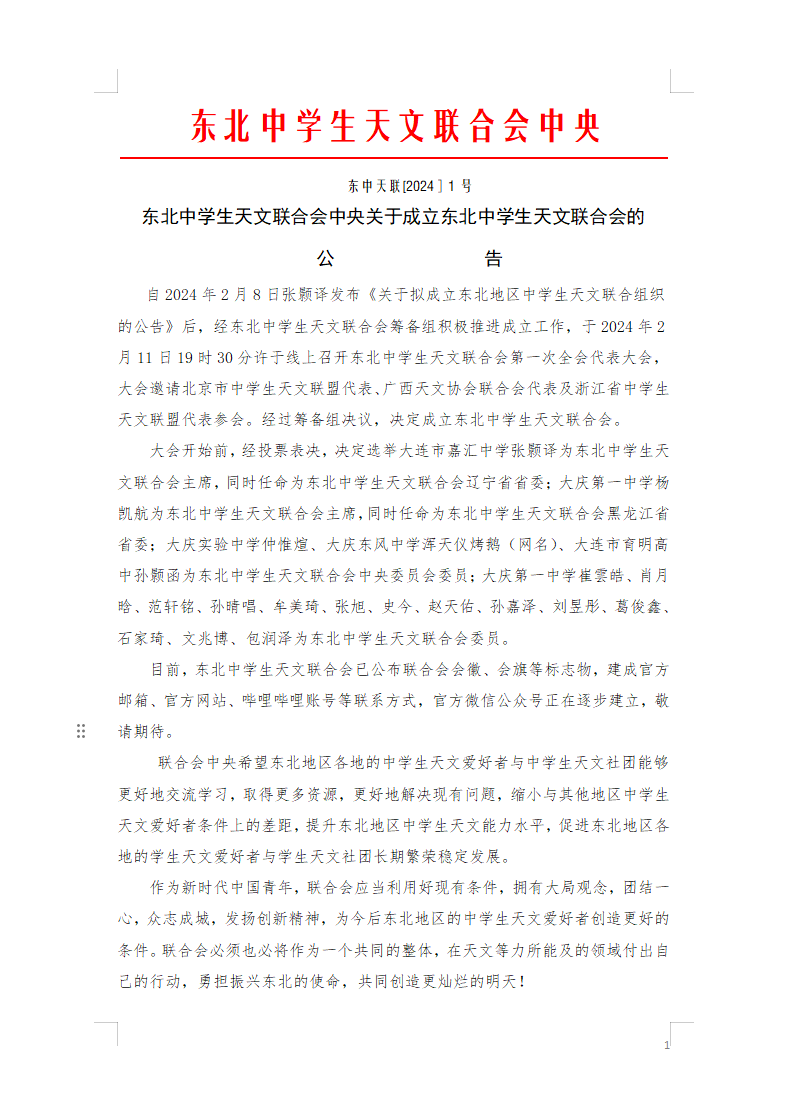 东北中学生天文联合会中央
东中天联[2024］1 号
东北中学生天文联合会中央关于成立东北中学生天文联合会的
公 告
自 2024 年 2 月 8 日张颢译发布《关于拟成立东北地区中学生天文联合组织
的公告》后，经东北中学生天文联合会筹备组积极推进成立工作，于 2024 年 2
月 11 日 19 时 30 分许于线上召开东北中学生天文联合会第一次全会代表大会，
大会邀请北京市中学生天文联盟代表、广西天文协会联合会代表及浙江省中学生
天文联盟代表参会。经过筹备组决议，决定成立东北中学生天文联合会。
大会开始前，经投票表决，决定选举大连市嘉汇中学张颢译为东北中学生天
文联合会主席，同时任命为东北中学生天文联合会辽宁省省委；大庆第一中学杨
凯航为东北中学生天文联合会主席，同时任命为东北中学生天文联合会黑龙江省
省委；大庆实验中学仲惟煊、大庆东风中学浑天仪烤鹅（网名）、大连市育明高
中孙颢函为东北中学生天文联合会中央委员会委员；大庆第一中学崔雲皓、肖月
晗、范轩铭、孙晴唱、牟美琦、张旭、史今、赵天佑、孙嘉泽、刘昱彤、葛俊鑫、
石家琦、文兆博、包润泽为东北中学生天文联合会委员。
目前，东北中学生天文联合会已公布联合会会徽、会旗等标志物，建成官方
邮箱、官方网站、哔哩哔哩账号等联系方式，官方微信公众号正在逐步建立，敬
请期待。
联合会中央希望东北地区各地的中学生天文爱好者与中学生天文社团能够
更好地交流学习，取得更多资源，更好地解决现有问题，缩小与其他地区中学生
天文爱好者条件上的差距，提升东北地区中学生天文能力水平，促进东北地区各
地的学生天文爱好者与学生天文社团长期繁荣稳定发展。
作为新时代中国青年，联合会应当利用好现有条件，拥有大局观念，团结一
心，众志成城，发扬创新精神，为今后东北地区的中学生天文爱好者创造更好的
条件。联合会必须也必将作为一个共同的整体，在天文等力所能及的领域付出自
己的行动，勇担振兴东北的使命，共同创造更灿烂的明天！
1